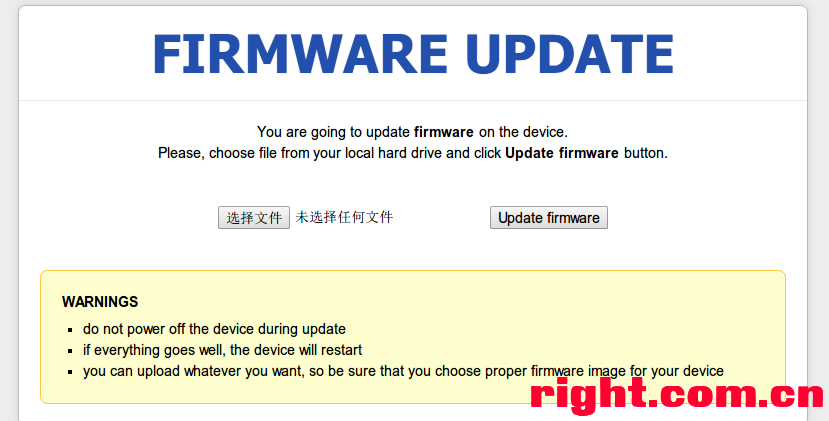 FIRMWARE UPDATE
You are going to update firmware on the device.
Please, choose file from your local hard drive and click Update firmware button.
选择文件 未选择任何文件 Update firmware
WARNINGS
do not power off the device during update
if everything goes well, the device will restart
you can upload whatever you want, so be sure that you choose proper firmware image for your device
right.com.cn